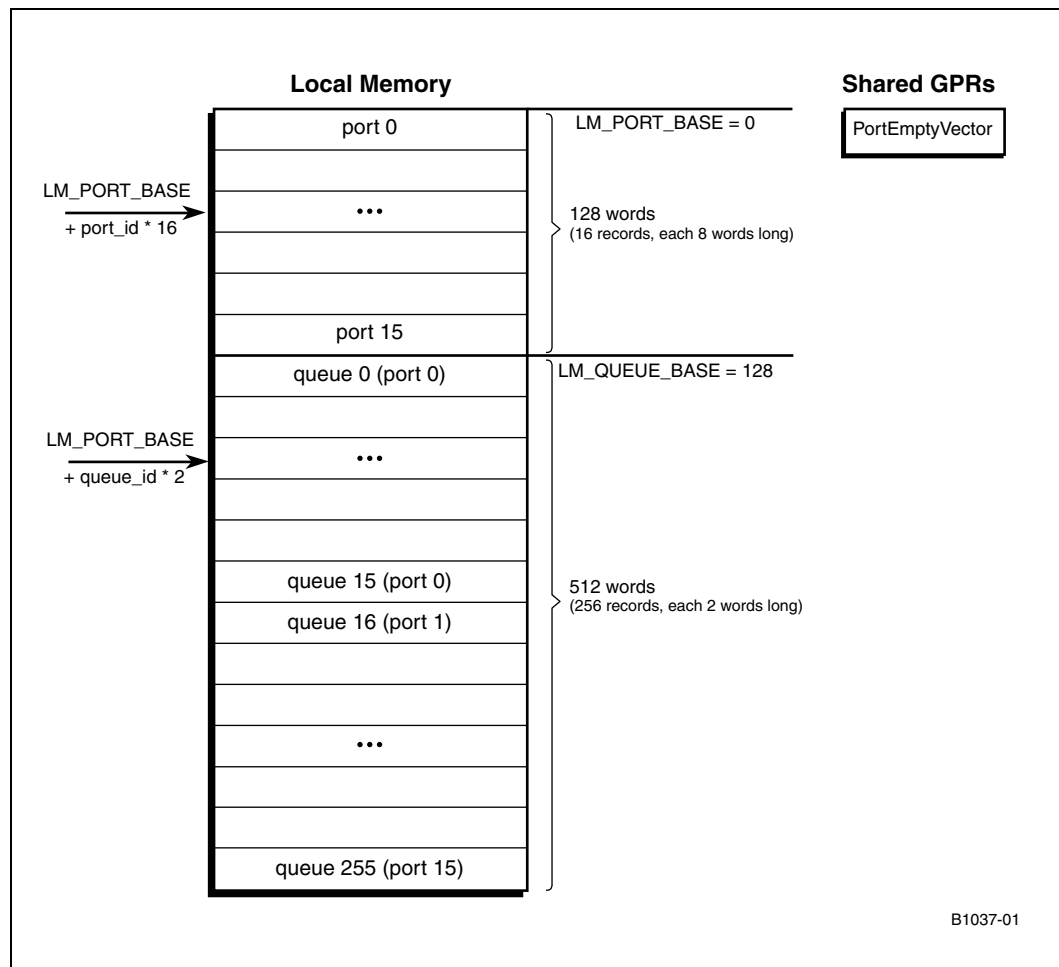 Local Memory
Shared GPRs
port 0
LM_PORT_BASE = 0
PortEmptyVector
LM_PORT_BASE
+ port_id * 16
•••
128 words
(16 records, each 8 words long)
port 15
queue 0 (port 0)
LM_QUEUE_BASE = 128
LM_PORT_BASE
+ queue_id * 2
•••
queue 15 (port 0)
512 words
(256 records, each 2 words long)
queue 16 (port 1)
•••
queue 255 (port 15)
B1037-01